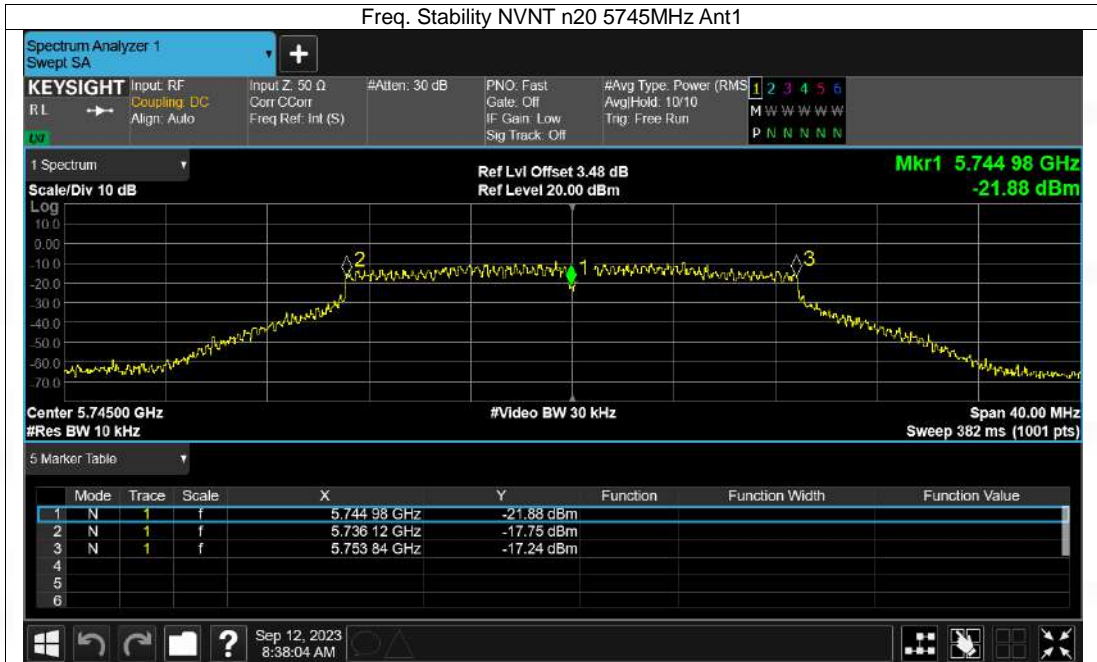 Freq. Stability NVNT n20 5745MHz Ant1
Spectrum Analyzer 1
Swept SA
+
KEYSIGHT
RL
LXI
Input: RF
Coupling: DC
Align: Auto
Input Z: 50 Ω
Corr CCorr
Freq Ref: Int (S)
#Atten: 30 dB
PNO: Fast
Gate: Off
IF Gain: Low
Sig Track: Off
#Avg Type: Power (RMS
Avg|Hold: 10/10
Trig: Free Run
1 2 3 4 5 6
M W W W W W
P N N N N N
1 Spectrum
Scale/Div 10 dB
Ref Lvl Offset 3.48 dB
Ref Level 20.00 dBm
Mkr1 5.744 98 GHz
-21.88 dBm
Log
10.0
0.00
-10.0
-20.0
-30.0
-40.0
-50.0
-60.0
-70.0
2
1
3
Center 5.74500 GHz
#Res BW 10 kHz
#Video BW 30 kHz
Span 40.00 MHz
Sweep 382 ms (1001 pts)
5 Marker Table
Mode Trace Scale X Y Function Function Width Function Value
1 N 1 f 5.744 98 GHz -21.88 dBm
2 N 1 f 5.736 12 GHz -17.75 dBm
3 N 1 f 5.753 84 GHz -17.24 dBm
4
5
6
?
Sep 12, 2023
8:38:04 AM